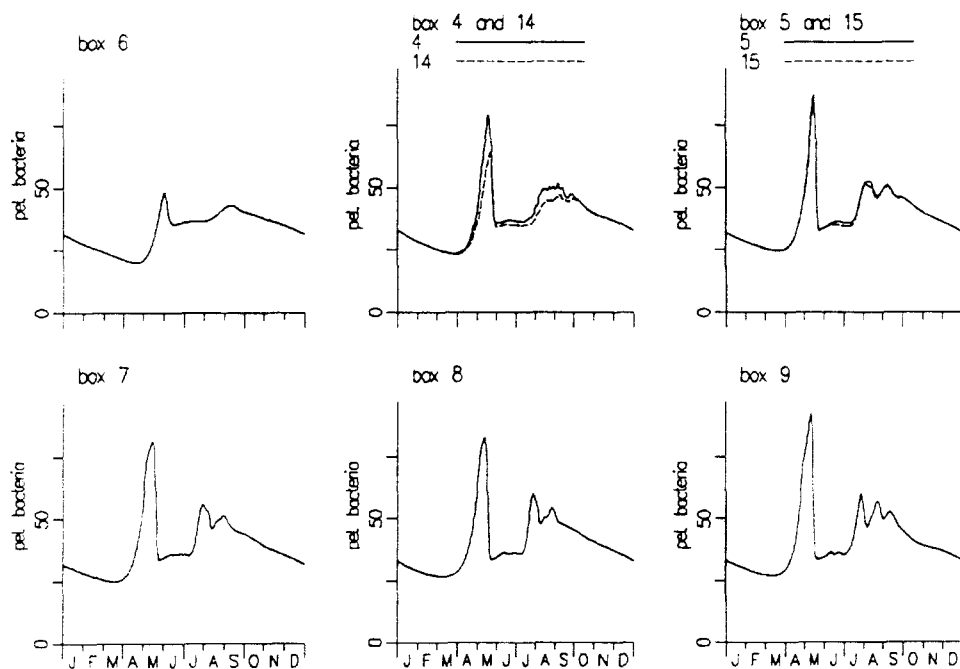 box 6
pel. bacteria
50
0
box 4 and 14
4
14
pel. bacteria
50
0
box 5 and 15
5
15
pel. bacteria
50
0
box 7
pel. bacteria
50
0
J F M A M J J A S O N D
box 8
pel. bacteria
50
0
J F M A M J J A S O N D
box 9
pel. bacteria
50
0
J F M A M J J A S O N D